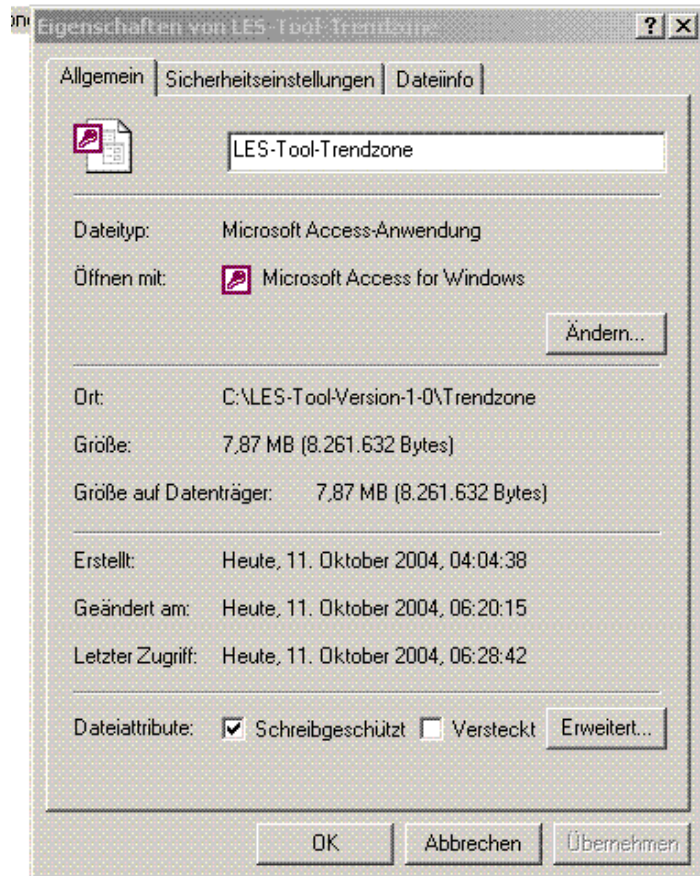 Eigenschaften von LES-Tool-Trendzone
Allgemein Sicherheitseinstellungen Dateiinfo
LES-Tool-Trendzone
Dateityp: Microsoft Access-Anwendung
Öffnen mit: Microsoft Access for Windows
Ändern...
Ort: C:\LES-Tool-Version-1-0\Trendzone
Größe: 7,87 MB (8.261.632 Bytes)
Größe auf Datenträger: 7,87 MB (8.261.632 Bytes)
Erstellt: Heute, 11. Oktober 2004, 04:04:38
Geändert am: Heute, 11. Oktober 2004, 06:20:15
Letzter Zugriff: Heute, 11. Oktober 2004, 06:28:42
Dateiattribute: Schreibgeschützt Versteckt Erweitert...
OK Abbrechen Übernehmen